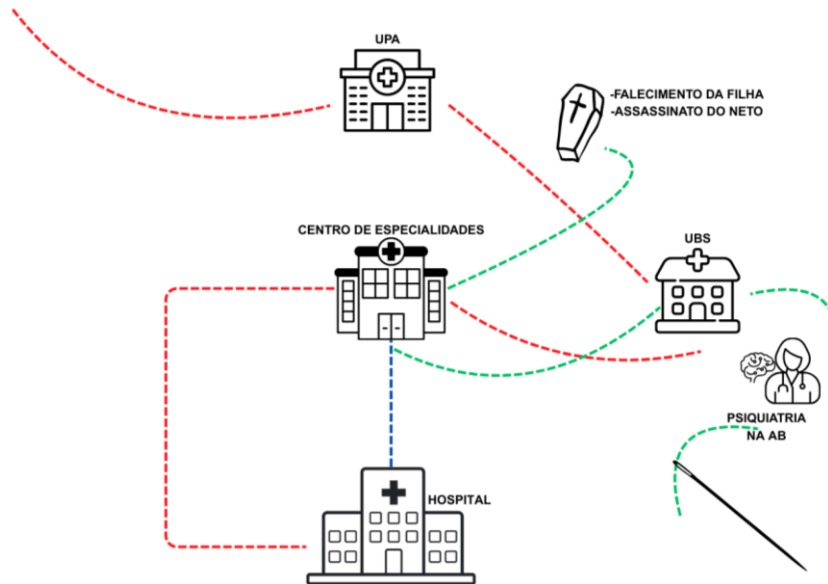 UPA
-FALECIMENTO DA FILHA
-ASSASSINATO DO NETO
CENTRO DE ESPECIALIDADES
UBS
PSIQUIATRIA
NA AB
HOSPITAL